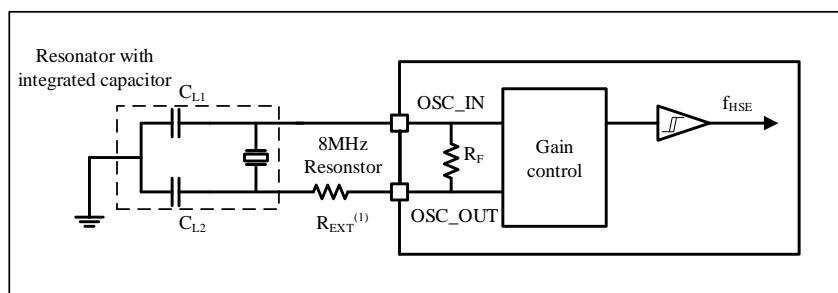 Resonator with
integrated capacitor
CL1
OSC_IN
fHSE
8MHz
Resonstor
RF
Gain
control
CL2
REXT(1)
OSC_OUT